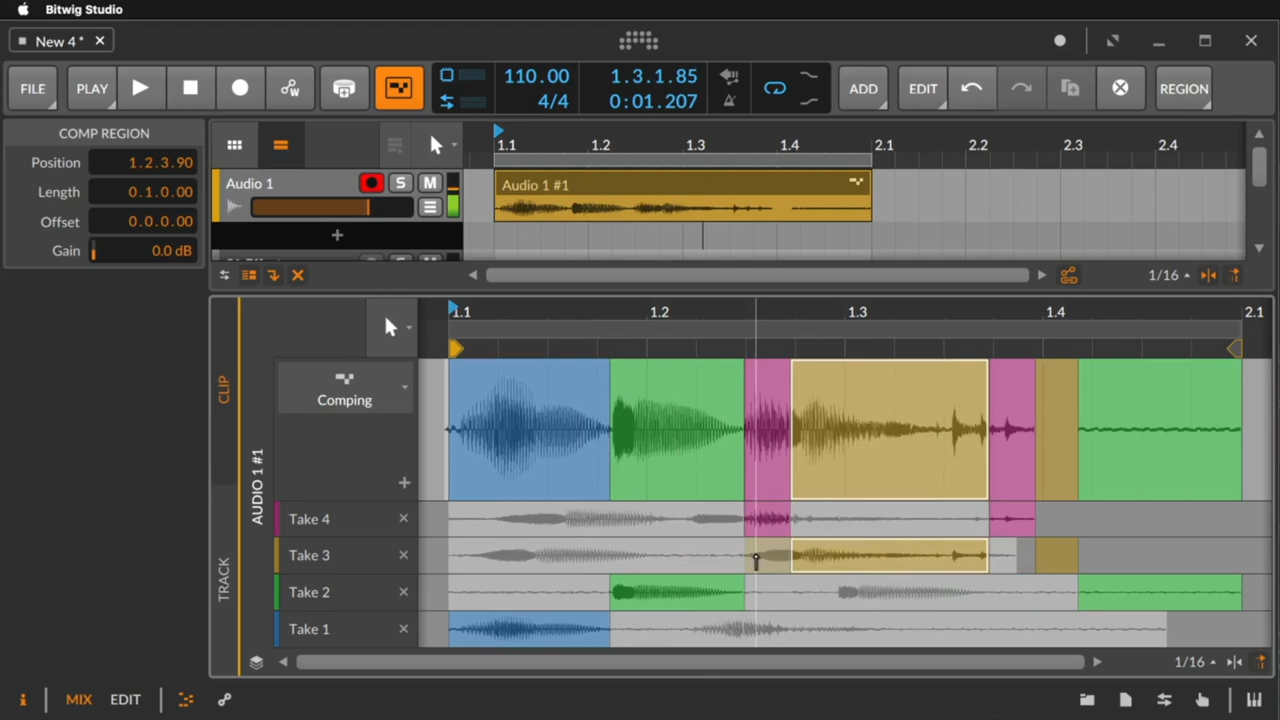 Bitwig Studio
New 4*
FILE
PLAY
110.00
4/4
1.3.1.85
0:01.207
ADD
EDIT
REGION
COMP REGION
Position 1.2.3.90
Length 0.1.0.00
Offset 0.0.0.00
Gain 0.0 dB
1.1 1.2 1.3 1.4 2.1 2.2 2.3 2.4
Audio 1 S M
Audio 1 #1
+
1/16
CLIP
TRACK
AUDIO 1 #1
1.1 1.2 1.3 1.4 2.1
Comping
+
Take 4
Take 3
Take 2
Take 1
1/16
i MIX EDIT